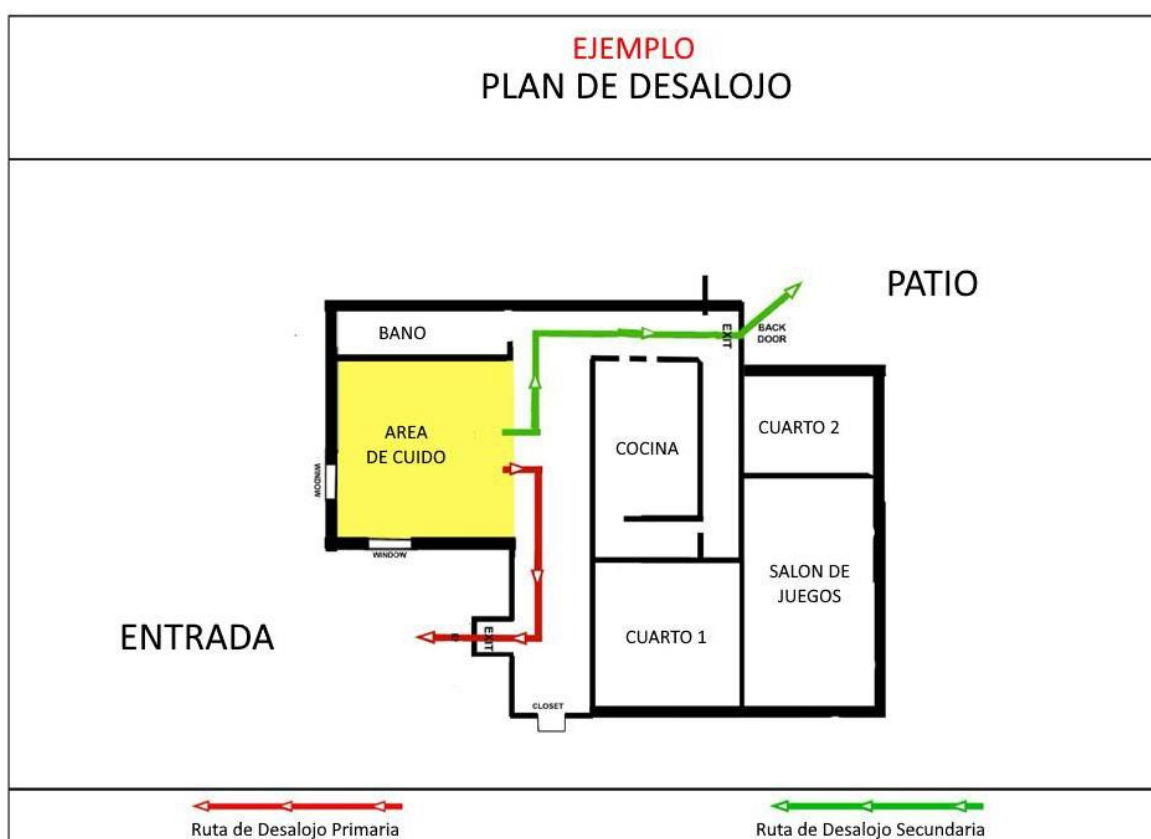 EJEMPLO
PLAN DE DESALOJO
PATIO
BANO
EXIT
BACK
DOOR
AREA
DE CUIDO
COCINA
CUARTO 2
WINDOW
WINDOW
SALON DE
JUEGOS
ENTRADA
EXIT
CUARTO 1
CLOSET
Ruta de Desalojo Primaria
Ruta de Desalojo Secundaria